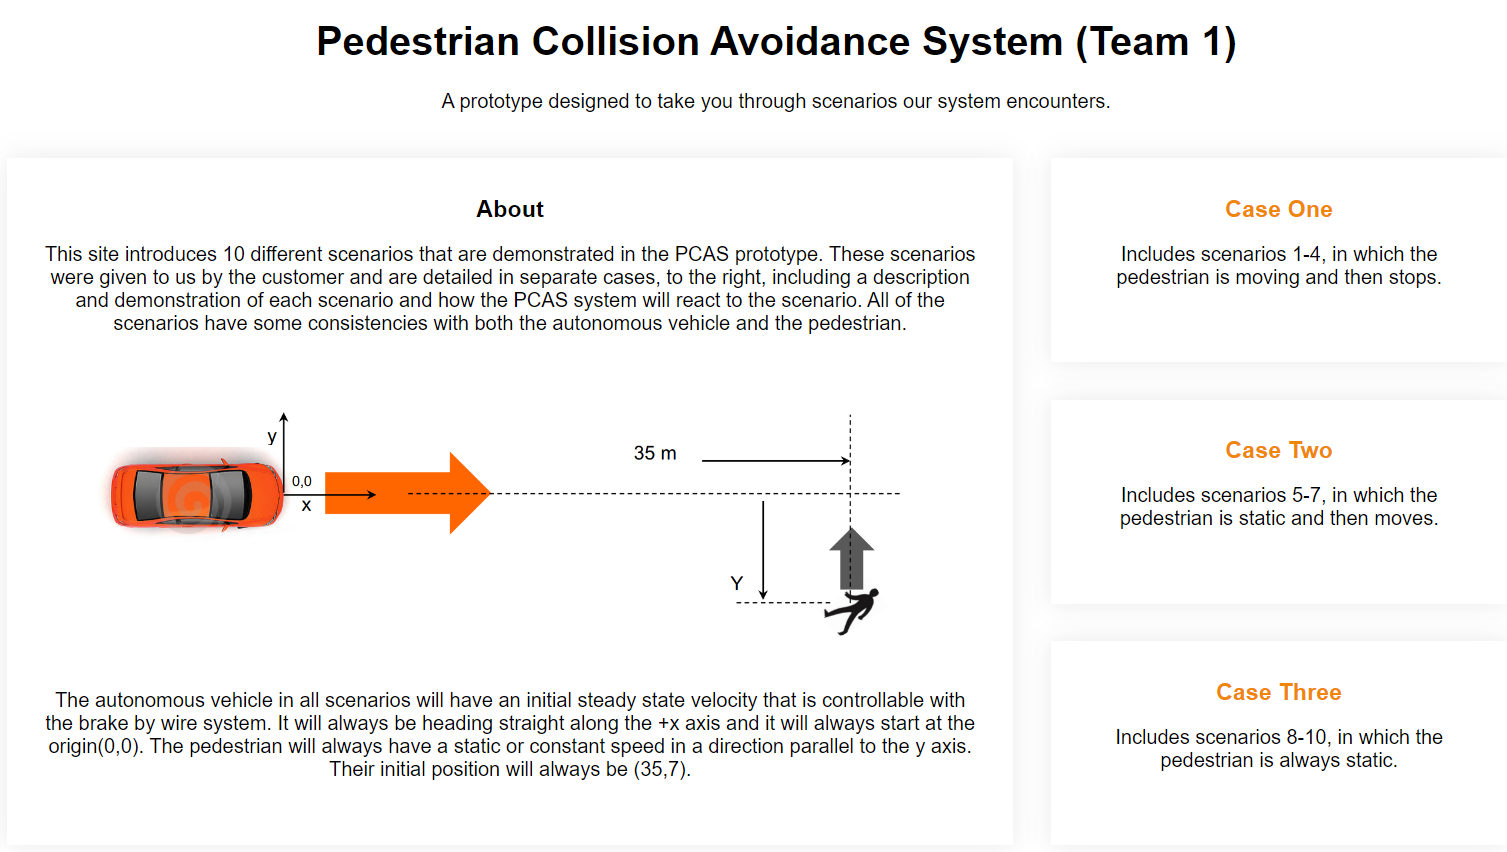 Pedestrian Collision Avoidance System (Team 1)
A prototype designed to take you through scenarios our system encounters.
About
This site introduces 10 different scenarios that are demonstrated in the PCAS prototype. These scenarios
were given to us by the customer and are detailed in separate cases, to the right, including a description
and demonstration of each scenario and how the PCAS system will react to the scenario. All of the
scenarios have some consistencies with both the autonomous vehicle and the pedestrian.
y
0,0
x
35 m
Y
The autonomous vehicle in all scenarios will have an initial steady state velocity that is controllable with
the brake by wire system. It will always be heading straight along the +x axis and it will always start at the
origin(0,0). The pedestrian will always have a static or constant speed in a direction parallel to the y axis.
Their initial position will always be (35,7).
Case One
Includes scenarios 1-4, in which the
pedestrian is moving and then stops.
Case Two
Includes scenarios 5-7, in which the
pedestrian is static and then moves.
Case Three
Includes scenarios 8-10, in which the
pedestrian is always static.